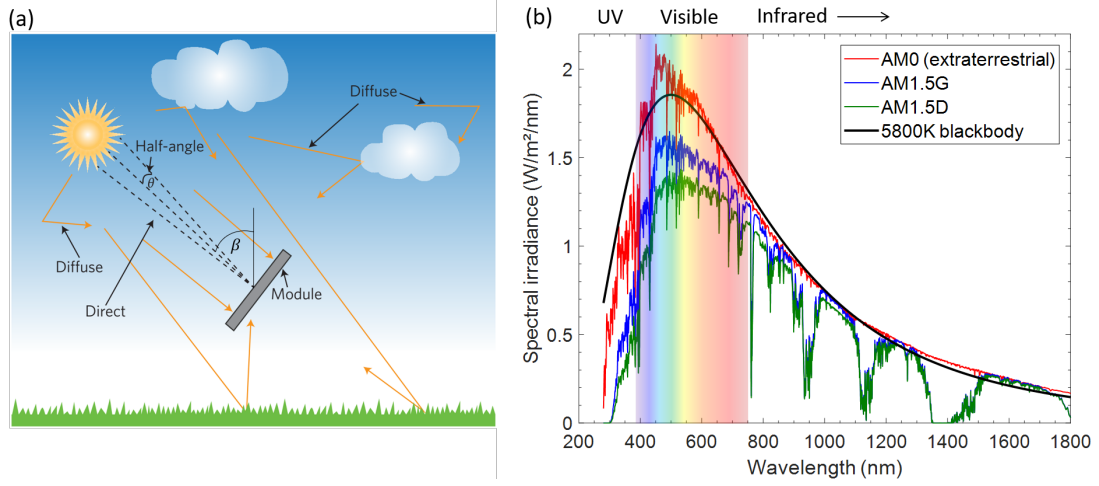 (a)
Diffuse
Half-angle
θ
β
Module
Diffuse
Direct
(b)
UV Visible Infrared
AM0 (extraterrestrial)
AM1.5G
AM1.5D
5800K blackbody
Spectral irradiance (W/m²/nm)
2
1.5
1
0.5
0
200 400 600 800 1000 1200 1400 1600 1800
Wavelength (nm)